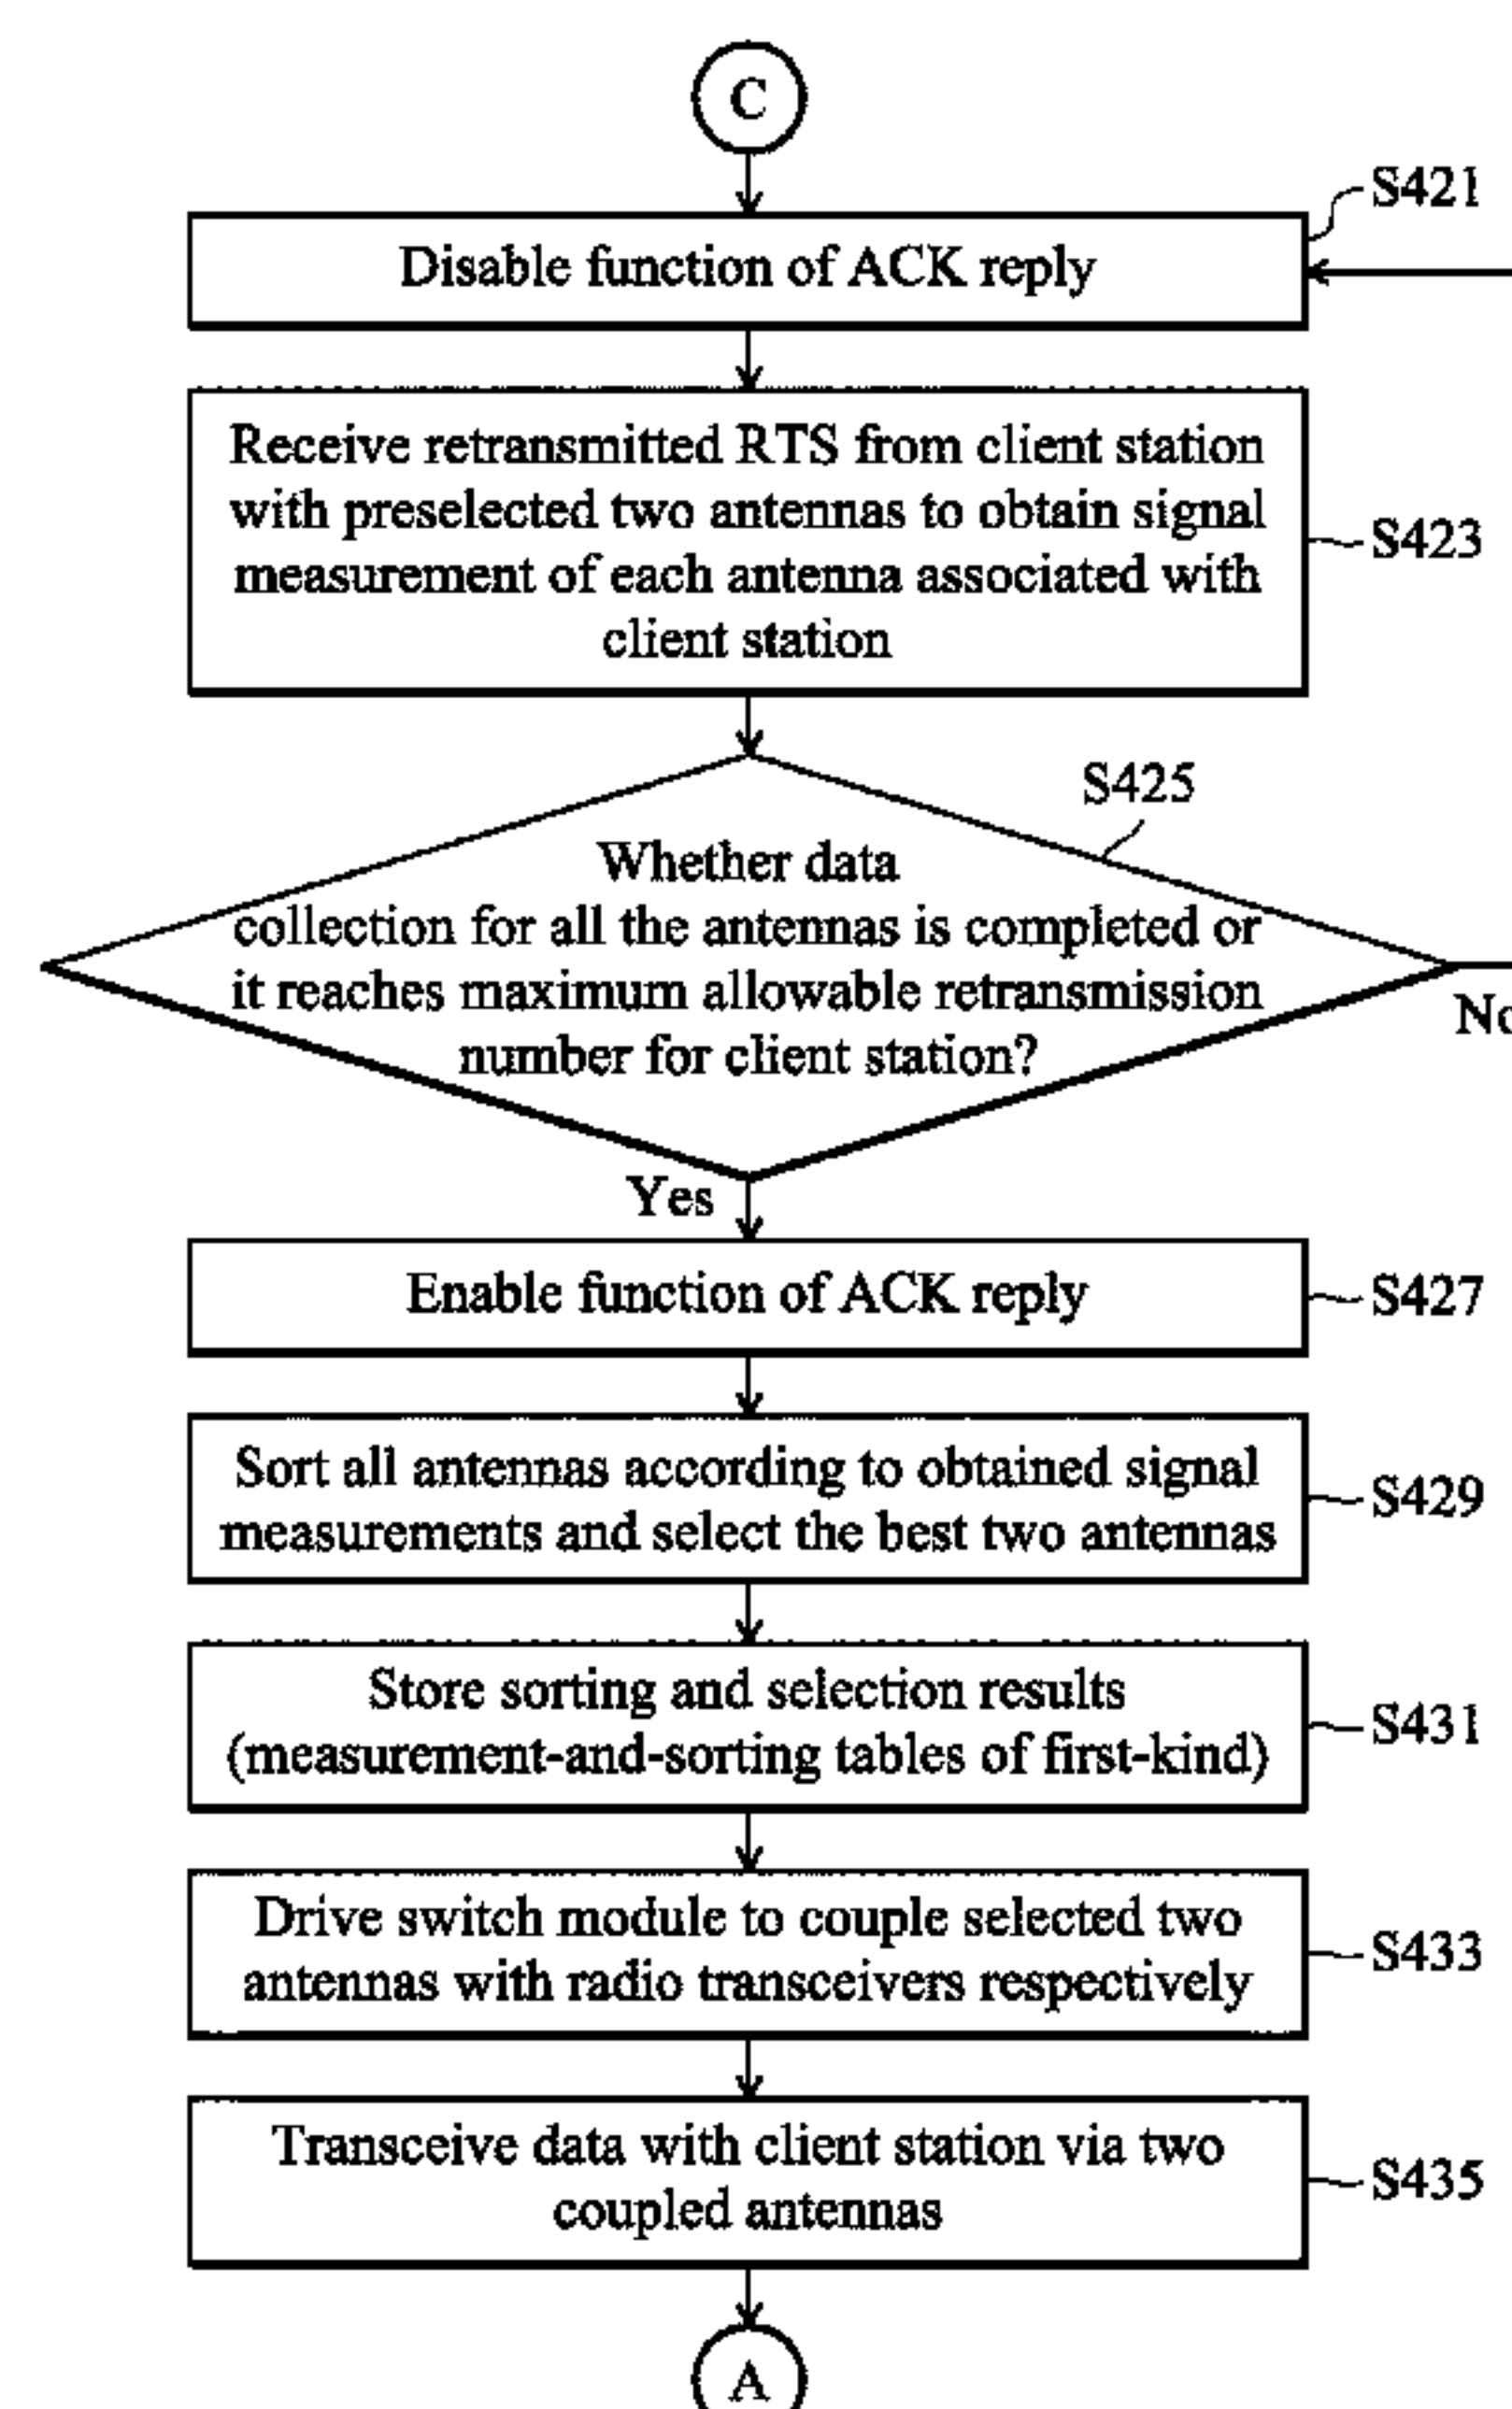 C
S421
Disable function of ACK reply
Receive retransmitted RTS from client station
with preselected two antennas to obtain signal
measurement of each antenna associated with
client station
S423
S425
Whether data
collection for all the antennas is completed or
it reaches maximum allowable retransmission
number for client station?
No
Yes
Enable function of ACK reply
S427
Sort all antennas according to obtained signal
measurements and select the best two antennas
S429
Store sorting and selection results
(measurement-and-sorting tables of first-kind)
S431
Drive switch module to couple selected two
antennas with radio transceivers respectively
S433
Transceive data with client station via two
coupled antennas
S435
A